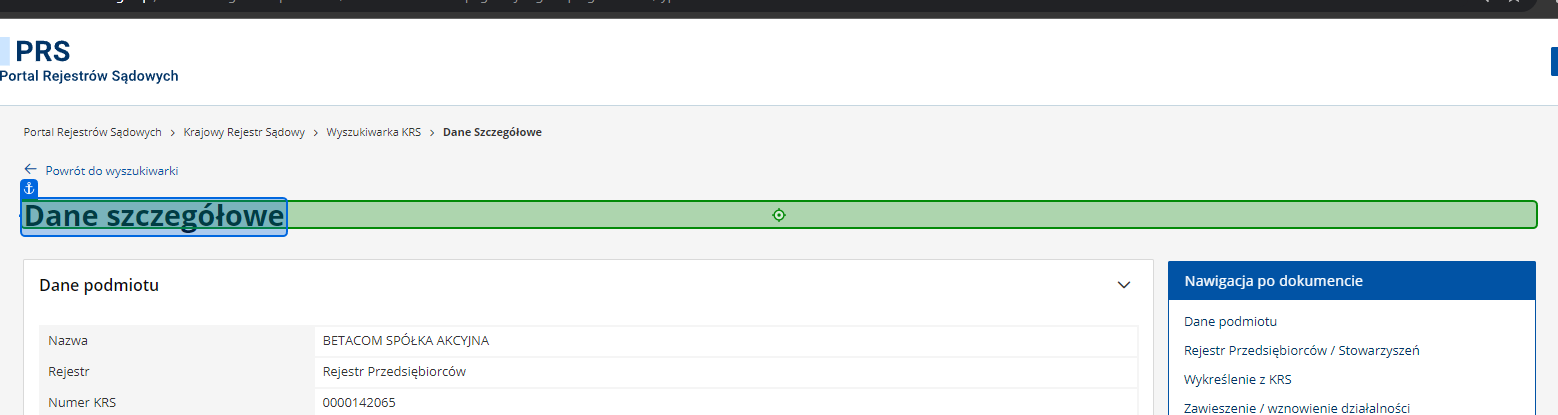 PRS
Portal Rejestrów Sądowych
Portal Rejestrów Sądowych > Krajowy Rejestr Sądowy > Wyszukiwarka KRS > Dane Szczegółowe
← Powrót do wyszukiwarki
Dane szczegółowe
Dane podmiotu
Nazwa BETACOM SPÓŁKA AKCYJNA
Rejestr Rejestr Przedsiębiorców
Numer KRS 0000142065
Nawigacja po dokumencie
Dane podmiotu
Rejestr Przedsiębiorców / Stowarzyszeń
Wykreślenie z KRS
Zawieszenie / wznowienie działalności